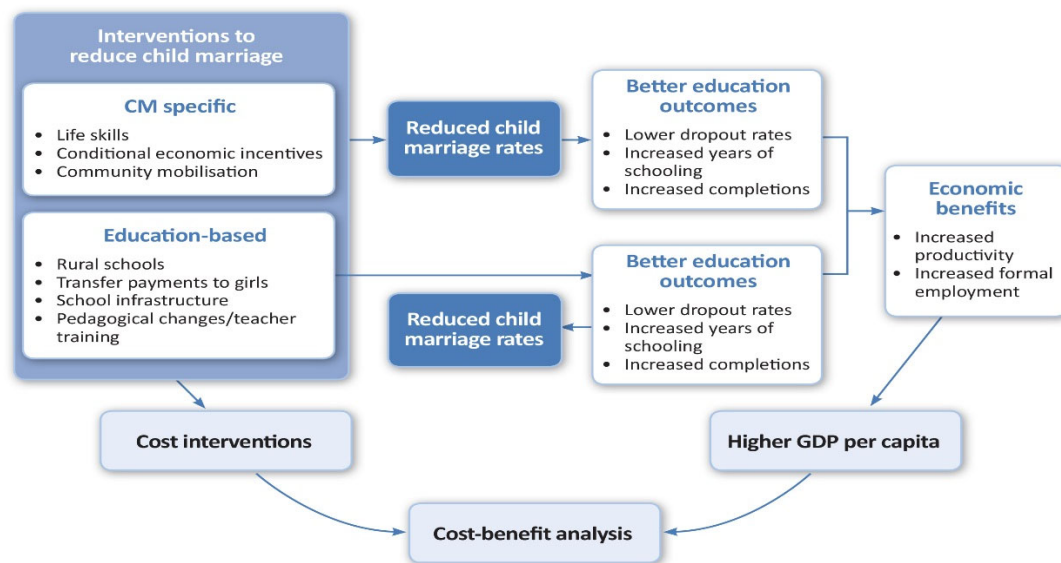 Interventions to
reduce child marriage
CM specific
• Life skills
• Conditional economic incentives
• Community mobilisation
Education-based
• Rural schools
• Transfer payments to girls
• School infrastructure
• Pedagogical changes/teacher
training
Reduced child
marriage rates
Better education
outcomes
• Lower dropout rates
• Increased years of
schooling
• Increased completions
Better education
outcomes
• Lower dropout rates
• Increased years of
schooling
• Increased completions
Reduced child
marriage rates
Economic
benefits
• Increased
productivity
• Increased formal
employment
Cost interventions
Higher GDP per capita
Cost-benefit analysis